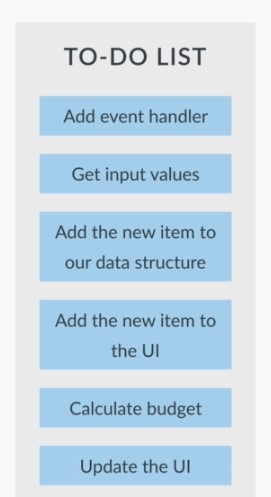 TO-DO LIST
Add event handler
Get input values
Add the new item to
our data structure
Add the new item to
the UI
Calculate budget
Update the UI